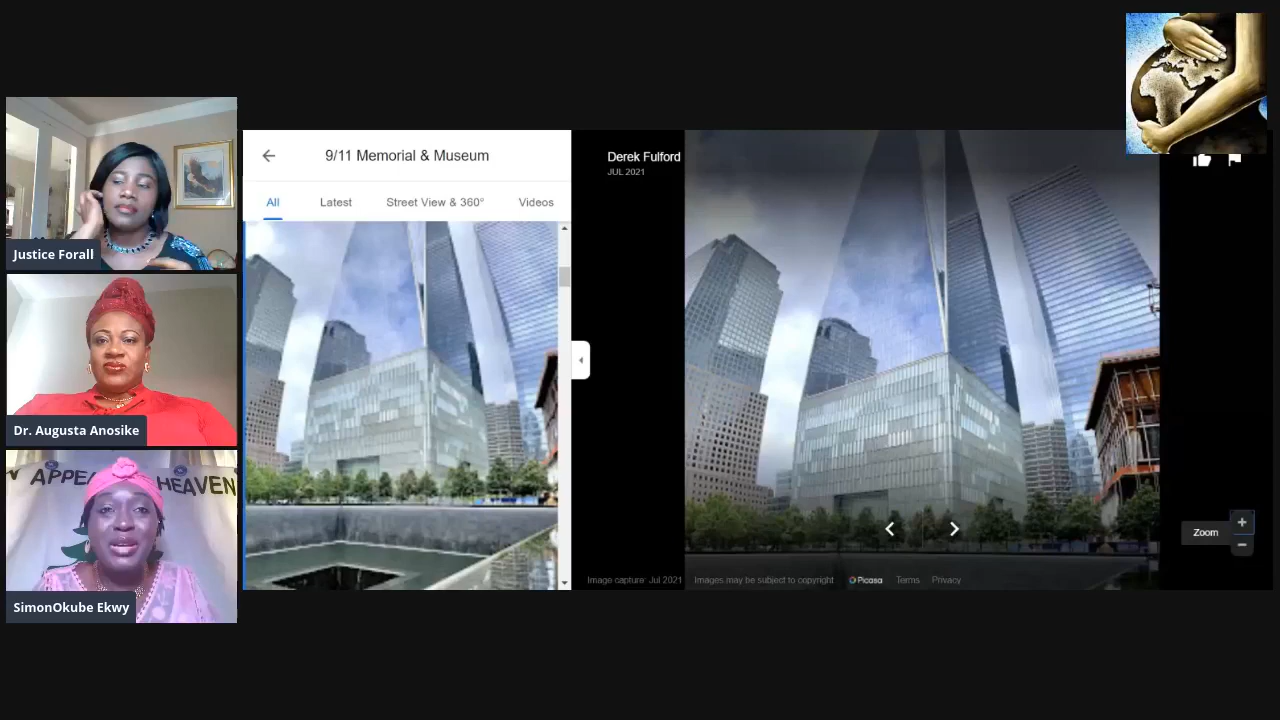 Justice Forall
Dr. Augusta Anosike
APPE HEAVEN
SimonOkube Ekwy
9/11 Memorial & Museum
All Latest Street View & 360° Videos
Derek Fulford
JUL 2021
Zoom
Image capture: Jul 2021 Images may be subject to copyright Picasa Terms Privacy